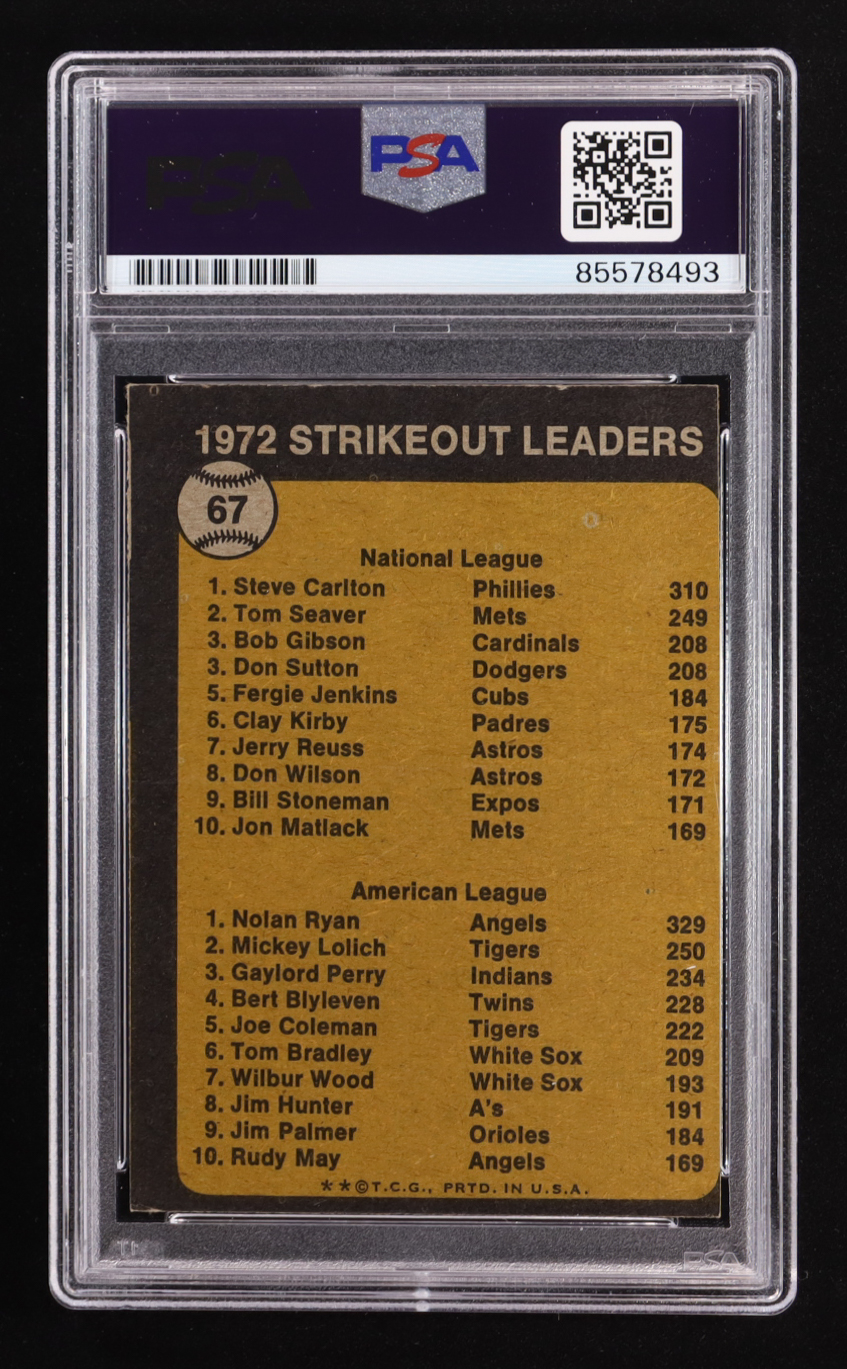 PSA
PSA
85578493
1972 STRIKEOUT LEADERS
67
National League
1. Steve Carlton Phillies 310
2. Tom Seaver Mets 249
3. Bob Gibson Cardinals 208
3. Don Sutton Dodgers 208
5. Fergie Jenkins Cubs 184
6. Clay Kirby Padres 175
7. Jerry Reuss Astros 174
8. Don Wilson Astros 172
9. Bill Stoneman Expos 171
10. Jon Matlack Mets 169
American League
1. Nolan Ryan Angels 329
2. Mickey Lolich Tigers 250
3. Gaylord Perry Indians 234
4. Bert Blyleven Twins 228
5. Joe Coleman Tigers 222
6. Tom Bradley White Sox 209
7. Wilbur Wood White Sox 193
8. Jim Hunter A's 191
9. Jim Palmer Orioles 184
10. Rudy May Angels 169
**©T.C.G., PRTD. IN U.S.A.
PSA